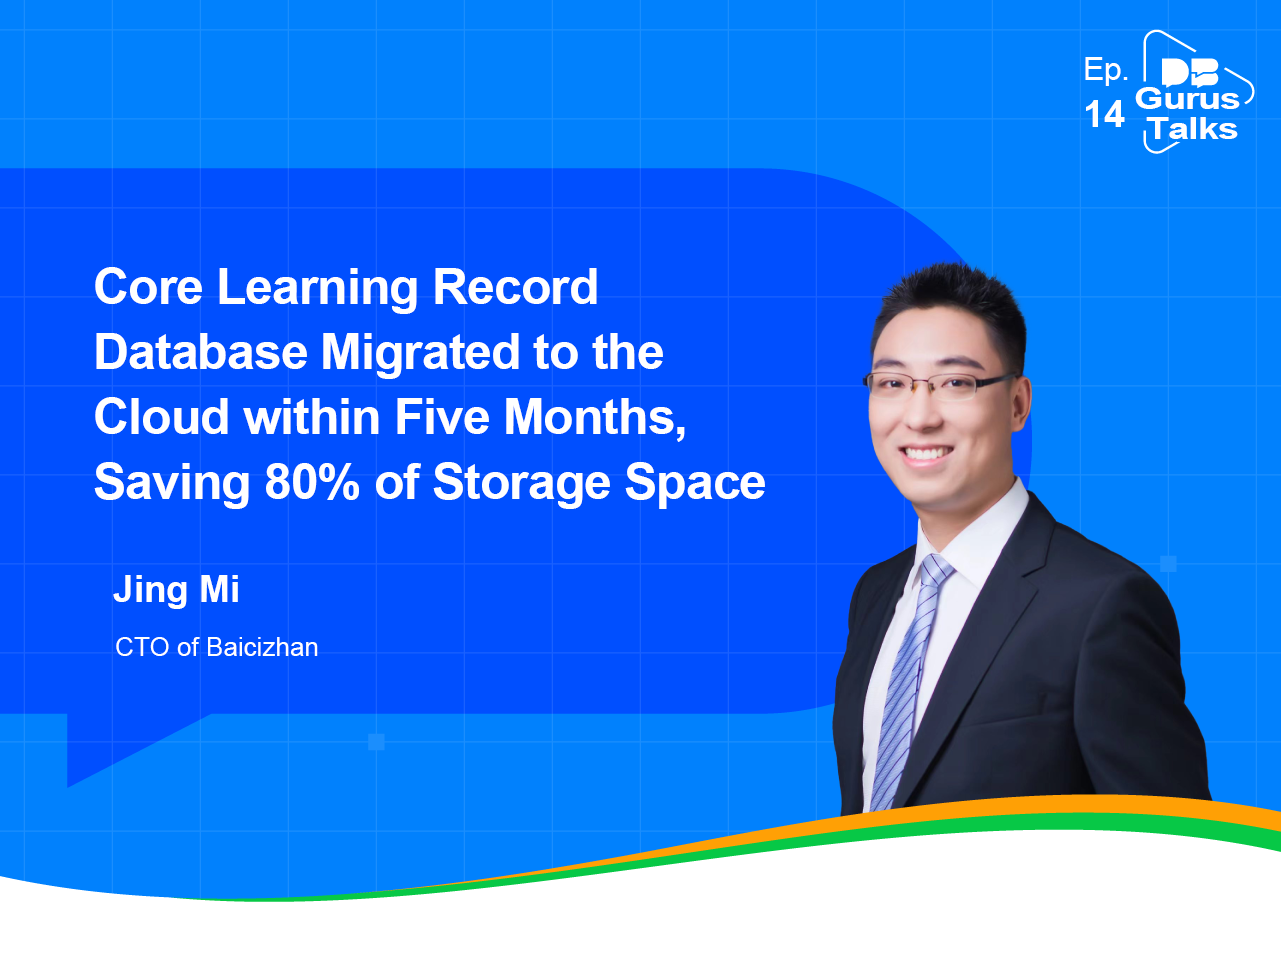 Ep.
14
DB
Gurus
Talks
Core Learning Record
Database Migrated to the
Cloud within Five Months,
Saving 80% of Storage Space
Jing Mi
CTO of Baicizhan